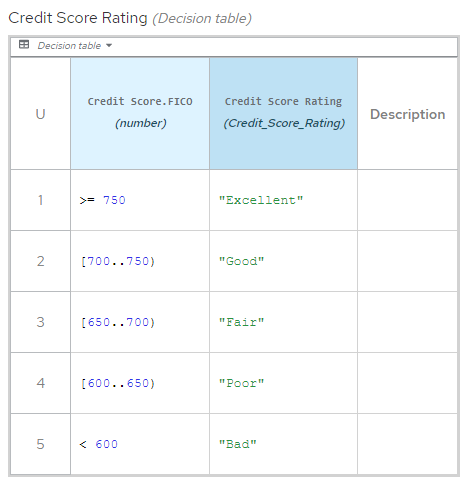 Credit Score Rating (Decision table)
Decision table
U
Credit Score.FICO
(number)
Credit Score Rating
(Credit_Score_Rating)
Description
1 >= 750 "Excellent"
2 [700..750) "Good"
3 [650..700) "Fair"
4 [600..650) "Poor"
5 < 600 "Bad"